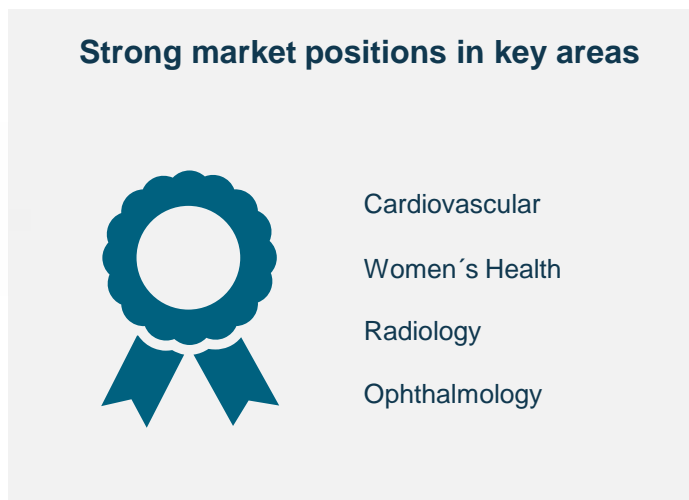 Strong market positions in key areas
Cardiovascular
Women´s Health
Radiology
Ophthalmology